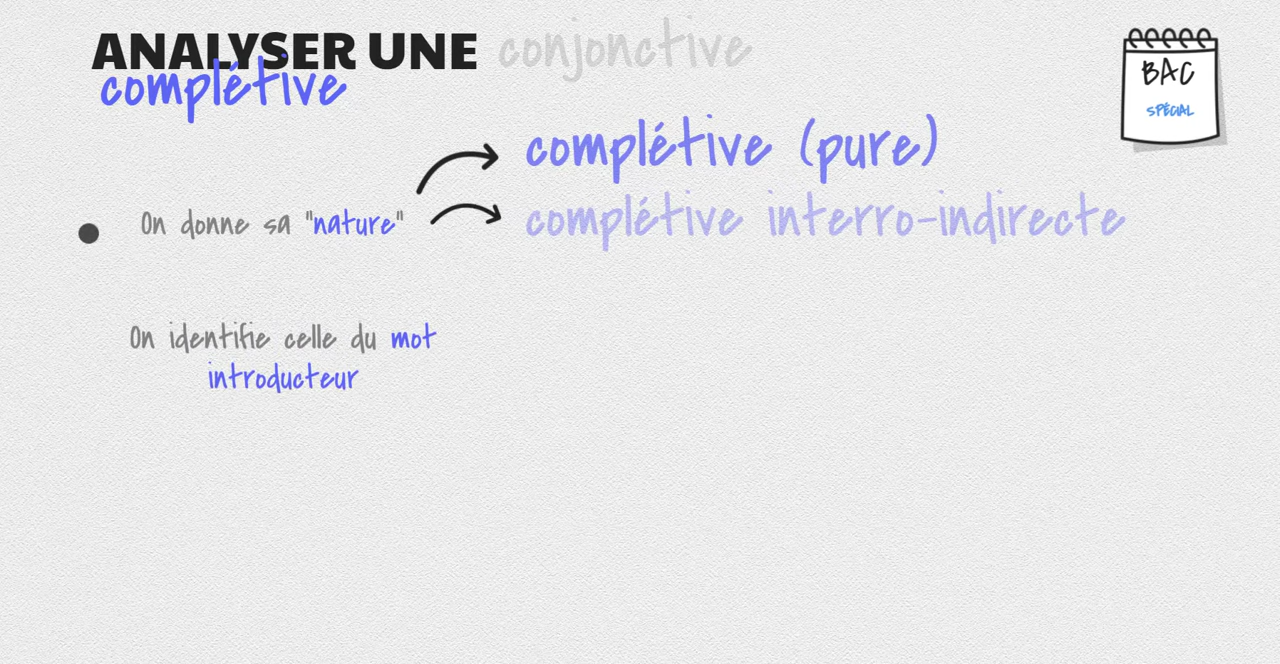 ANALYSER UNE conjonctive
complétive
BAC
SPÉCIAL
complétive (pure)
On donne sa "nature"
complétive interro-indirecte
On identifie celle du mot
introducteur